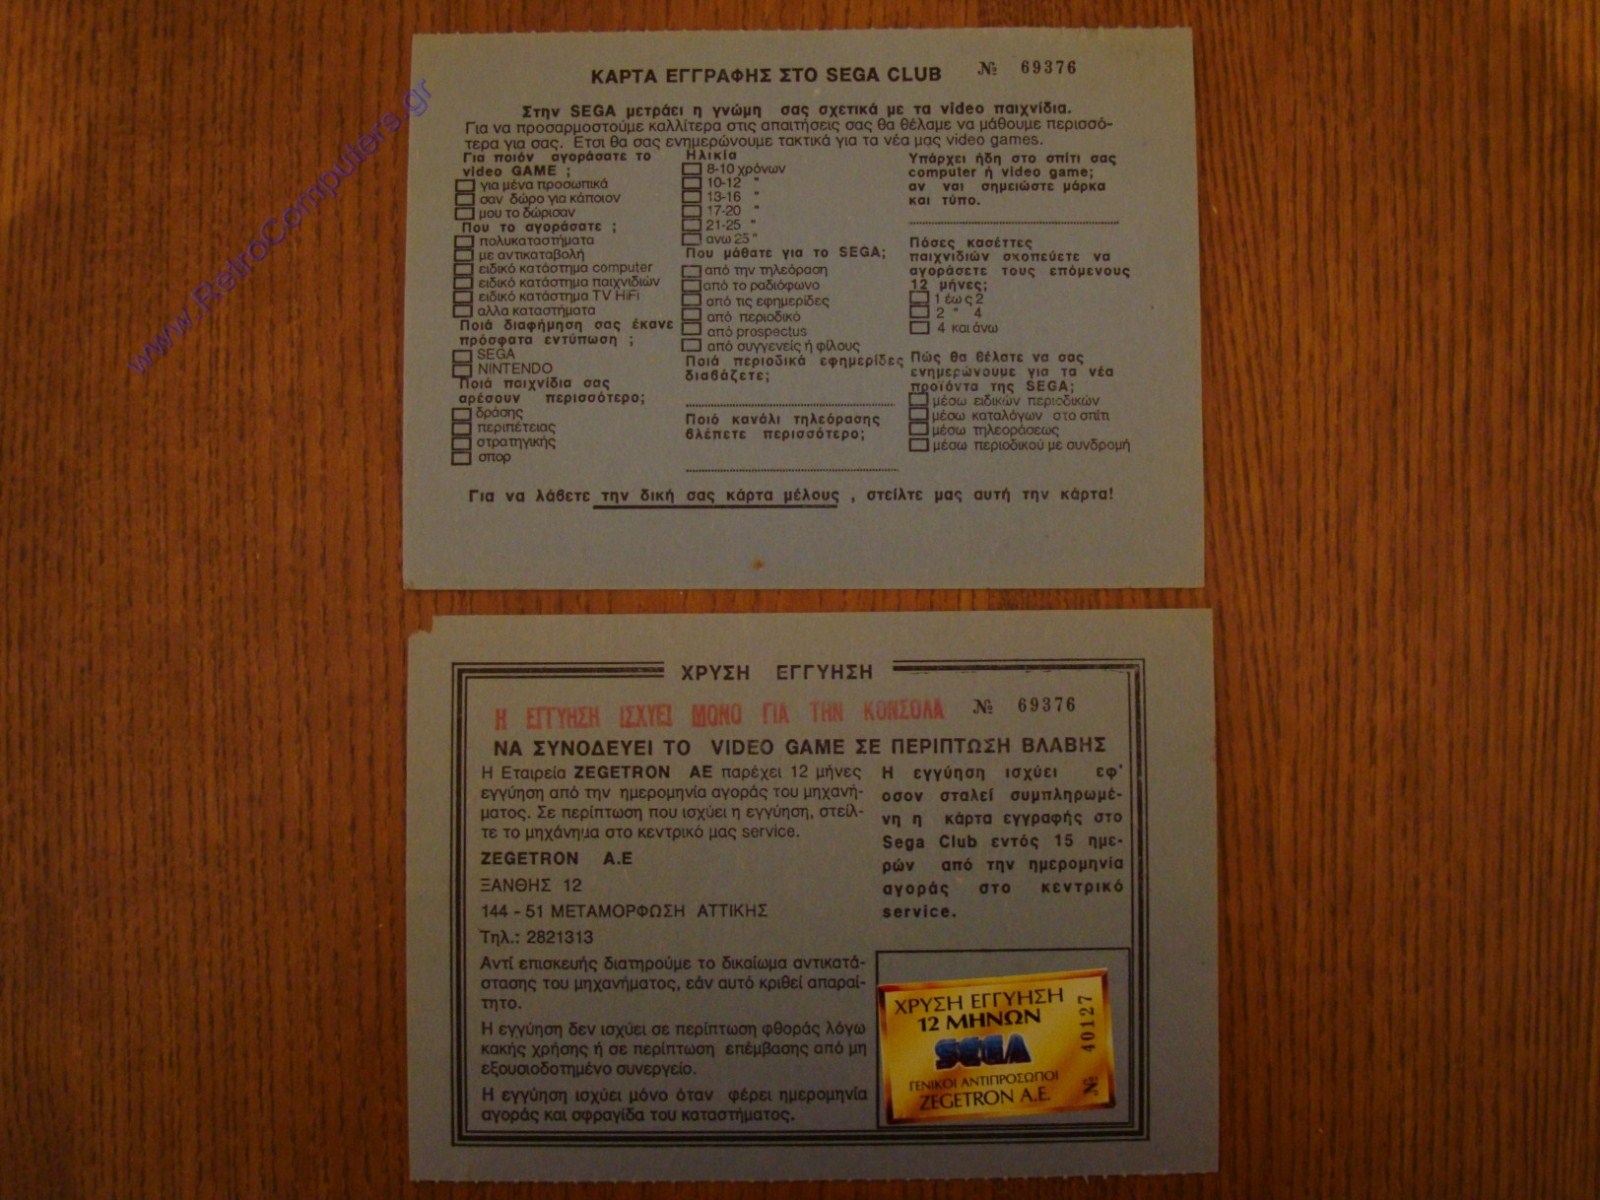 www.RetroComputers.gr
ΚΑΡΤΑ ΕΓΓΡΑΦΗΣ ΣΤΟ SEGA CLUB № 69376
Στην SEGA μετράει η γνώμη σας σχετικά με τα video παιχνίδια.
Για να προσαρμοστούμε καλλίτερα στις απαιτήσεις σας θα θέλαμε να μάθουμε περισσό-
τερα για σας. Ετσι θα σας ενημερώνουμε τακτικά για τα νέα μας video games.
Για ποιόν αγοράσατε το
video GAME ;
για μένα προσωπικά
σαν δώρο για κάποιον
μου το δώρισαν
Που το αγοράσατε ;
πολυκαταστήματα
με αντικαταβολή
ειδικό κατάστημα computer
ειδικό κατάστημα παιχνιδιών
ειδικό κατάστημα TV HiFi
αλλα καταστήματα
Ποιά διαφήμηση σας έκανε
πρόσφατα εντύπωση ;
SEGA
NINTENDO
Ποιά παιχνίδια σας
αρέσουν περισσότερο;
δράσης
περιπέτειας
στρατηγικής
σπορ
Ηλικία
8-10 χρόνων
10-12 "
13-16 "
17-20 "
21-25 "
ανω 25 "
Που μάθατε για το SEGA;
από την τηλεόραση
από το ραδιόφωνο
από τις εφημερίδες
από περιοδικό
από prospectus
από συγγενείς ή φίλους
Ποιά περιοδικά εφημερίδες
διαβάζετε;
Ποιό κανάλι τηλεόρασης
βλέπετε περισσότερο;
Υπάρχει ήδη στο σπίτι σας
computer ή video game;
αν ναι σημειώστε μάρκα
και τύπο.
Πόσες κασέττες
παιχνιδιών σκοπεύετε να
αγοράσετε τους επόμενους
12 μήνες;
1 έως 2
2 " 4
4 και άνω
Πώς θα θέλατε να σας
ενημερώνουμε για τα νέα
προϊόντα της SEGA;
μέσω ειδικών περιοδικών
μέσω καταλόγων στο σπίτι
μέσω τηλεοράσεως
μέσω περιοδικού με συνδρομή
Για να λάβετε την δική σας κάρτα μέλους , στείλτε μας αυτή την κάρτα!
ΧΡΥΣΗ ΕΓΓΥΗΣΗ
Η ΕΓΓΥΗΣΗ ΙΣΧΥΕΙ ΜΟΝΟ ΓΙΑ ΤΗΝ ΚΟΝΣΟΛΑ № 69376
ΝΑ ΣΥΝΟΔΕΥΕΙ ΤΟ VIDEO GAME ΣΕ ΠΕΡΙΠΤΩΣΗ ΒΛΑΒΗΣ
Η Εταιρεία ZEGETRON ΑΕ παρέχει 12 μήνες
εγγύηση από την ημερομηνία αγοράς του μηχανή-
ματος. Σε περίπτωση που ισχύει η εγγύηση, στείλ-
τε το μηχάνημα στο κεντρικό μας service.
ZEGETRON Α.Ε
ΞΑΝΘΗΣ 12
144 - 51 ΜΕΤΑΜΟΡΦΩΣΗ ΑΤΤΙΚΗΣ
Τηλ.: 2821313
Αντί επισκευής διατηρούμε το δικαίωμα αντικατά-
στασης του μηχανήματος, εάν αυτό κριθεί απαραί-
τητο.
Η εγγύηση δεν ισχύει σε περίπτωση φθοράς λόγω
κακής χρήσης ή σε περίπτωση επέμβασης από μη
εξουσιοδοτημένο συνεργείο.
Η εγγύηση ισχύει μόνο όταν φέρει ημερομηνία
αγοράς και σφραγίδα του καταστήματος.
Η εγγύηση ισχύει εφ'
οσον σταλεί συμπληρωμέ-
νη η κάρτα εγγραφής στο
Sega Club εντός 15 ημε-
ρών από την ημερομηνία
αγοράς στο κεντρικό
service.
ΧΡΥΣΗ ΕΓΓΥΗΣΗ
12 ΜΗΝΩΝ
SEGA
ΓΕΝΙΚΟΙ ΑΝΤΙΠΡΟΣΩΠΟΙ
ZEGETRON Α.Ε.
№ 40127